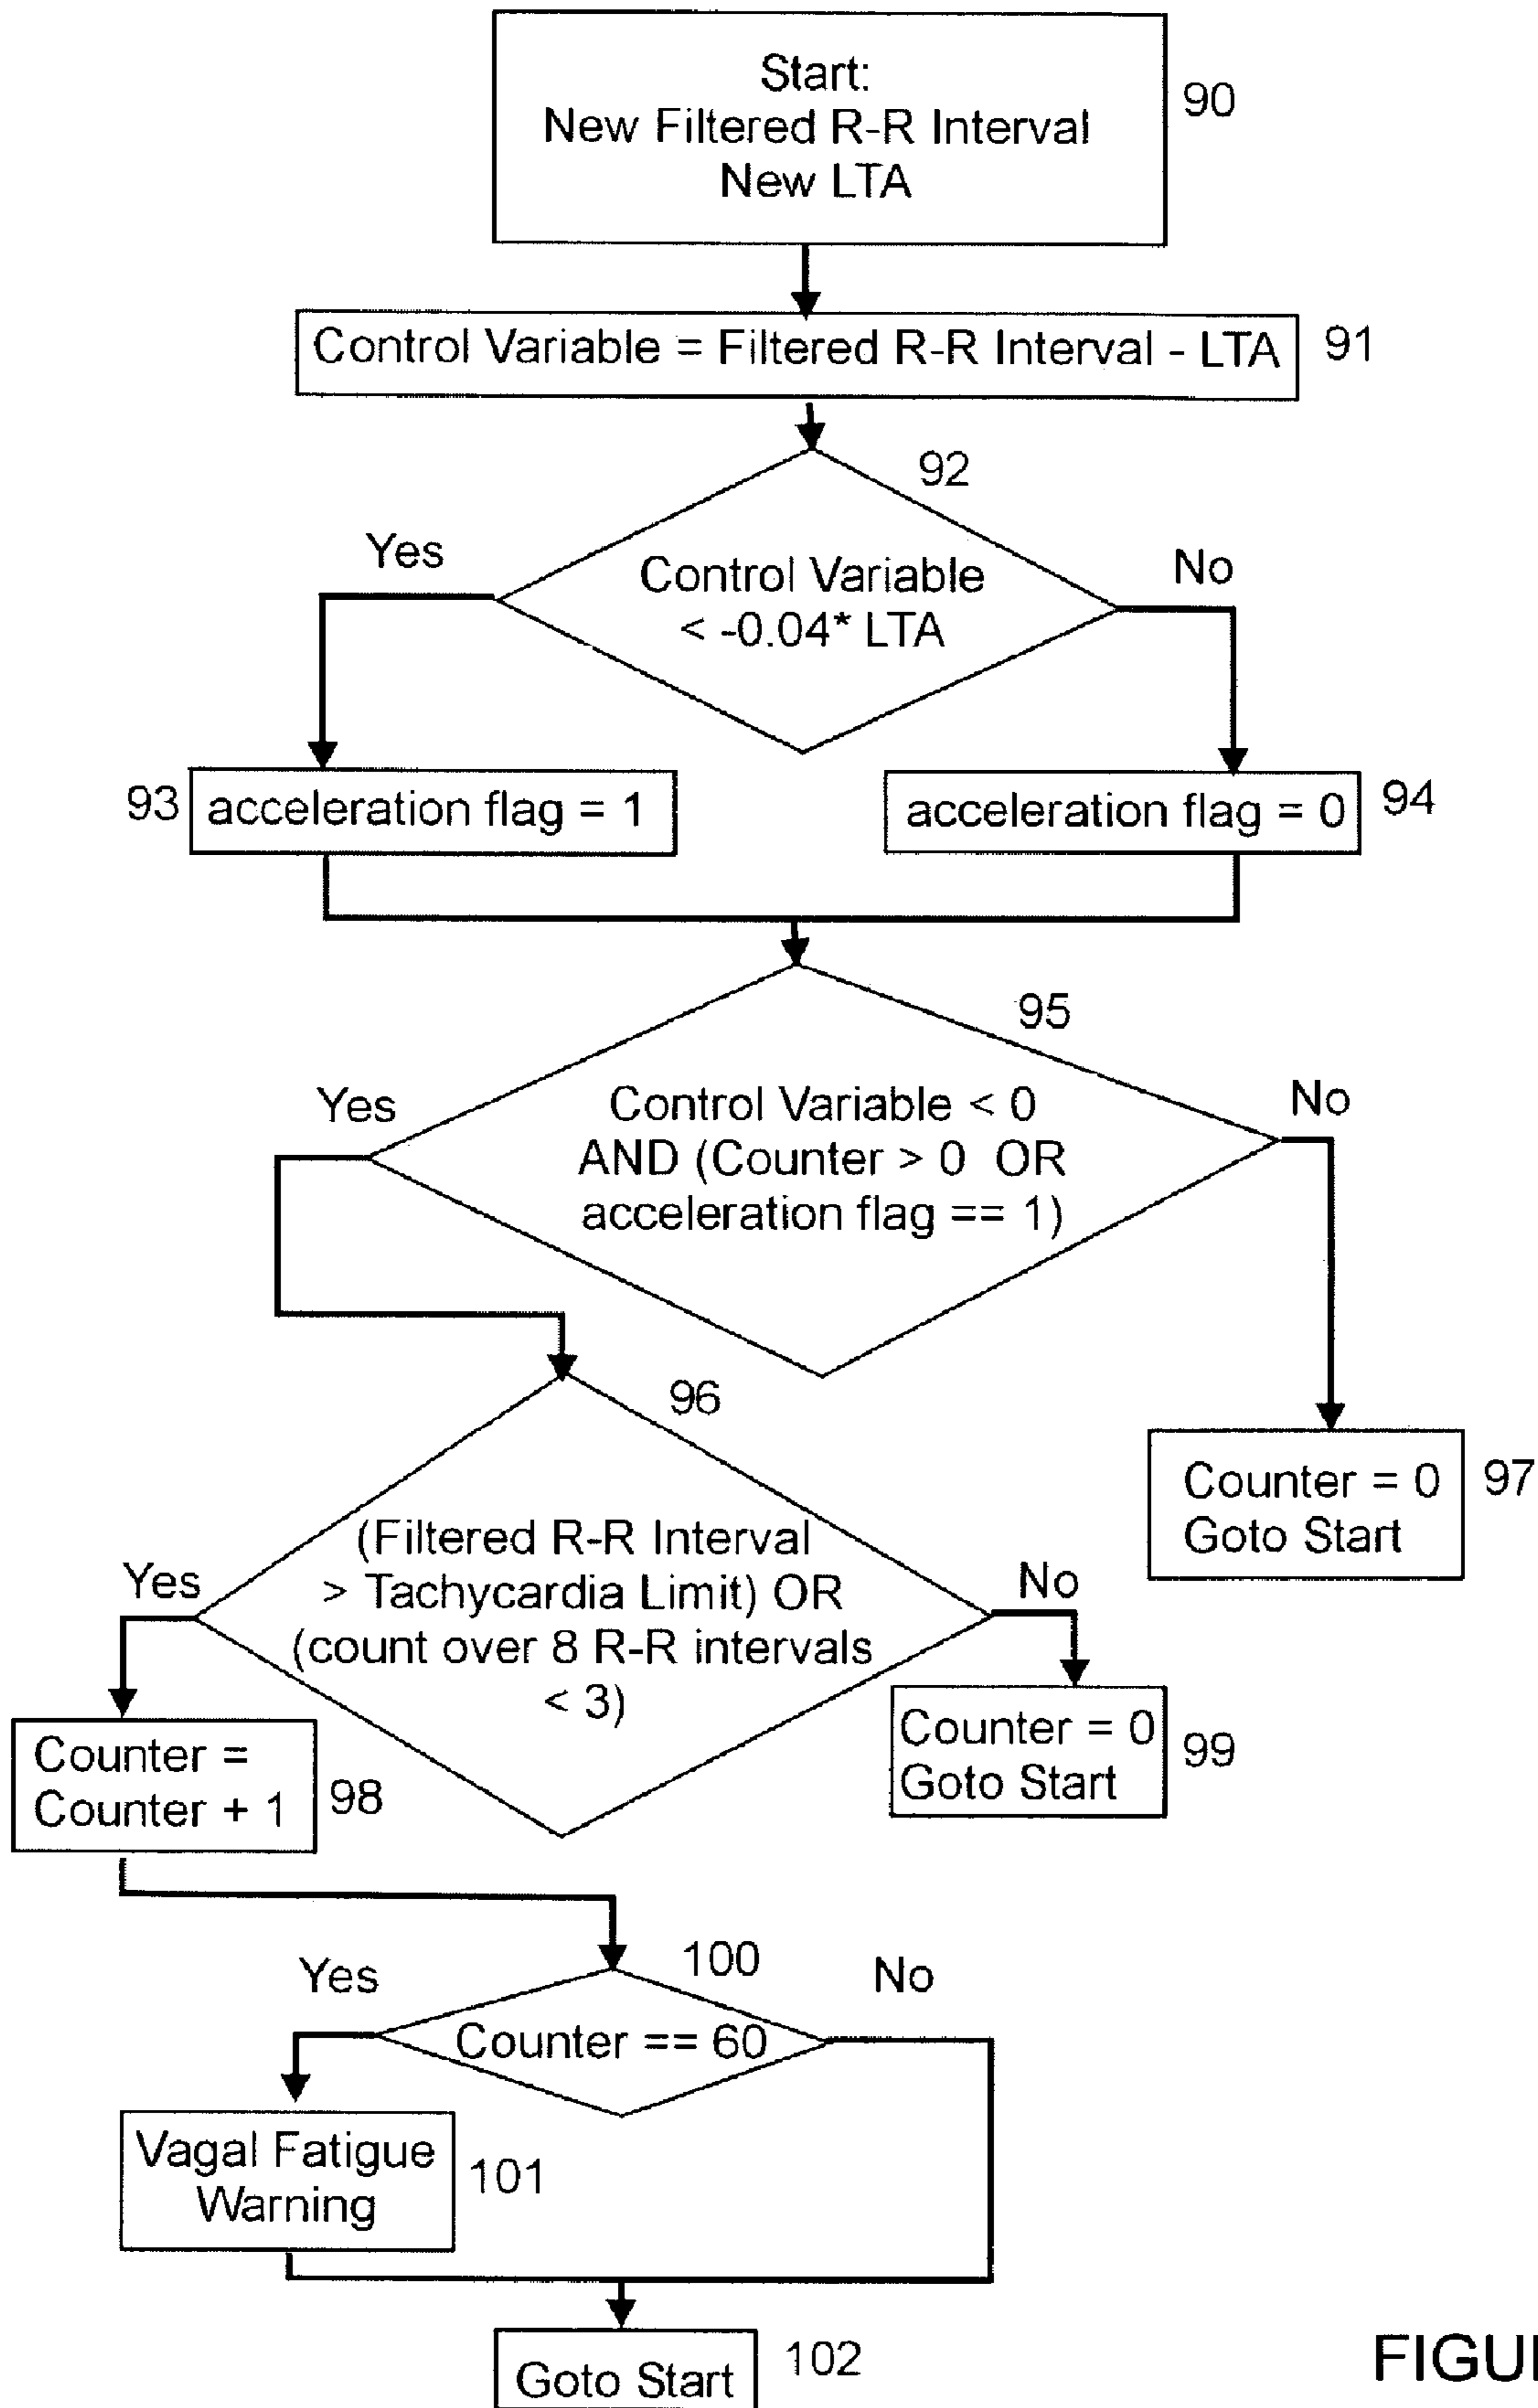 Start:
New Filtered R-R Interval
New LTA
90
Control Variable = Filtered R-R Interval - LTA
91
92
Yes
No
Control Variable
< -0.04* LTA
93
acceleration flag = 1
acceleration flag = 0
94
95
Yes
No
Control Variable < 0
AND (Counter > 0 OR
acceleration flag == 1)
96
Counter = 0
Goto Start
97
Yes
No
(Filtered R-R Interval
> Tachycardia Limit) OR
(count over 8 R-R intervals
< 3)
Counter =
Counter + 1
98
Counter = 0
Goto Start
99
100
Yes
No
Counter == 60
Vagal Fatigue
Warning
101
Goto Start
102